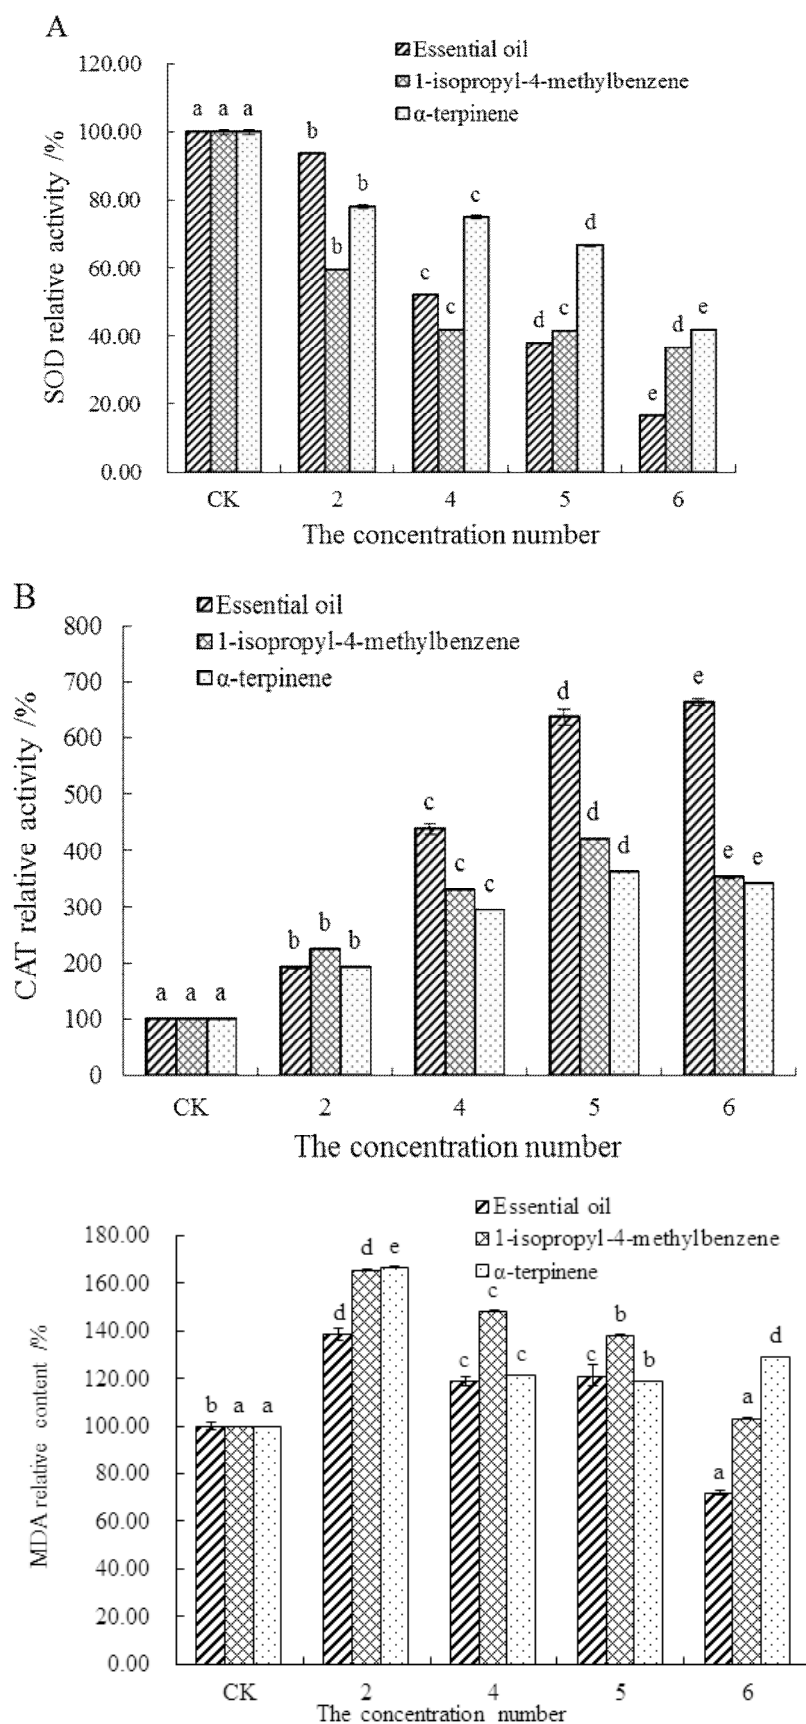 A
Essential oil
1-isopropyl-4-methylbenzene
α-terpinene
SOD relative activity /%
120.00
100.00
80.00
60.00
40.00
20.00
0.00
a a a
b b b
c c c
d c d
e d e
CK 2 4 5 6
The concentration number
B
Essential oil
1-isopropyl-4-methylbenzene
α-terpinene
CAT relative activity /%
800
700
600
500
400
300
200
100
0
a a a
b b b
c c c
d d d
e e e
CK 2 4 5 6
The concentration number
Essential oil
1-isopropyl-4-methylbenzene
α-terpinene
MDA relative content /%
180.00
160.00
140.00
120.00
100.00
80.00
60.00
40.00
20.00
0.00
b a a
d d e
c c c
c b b
a a d
CK 2 4 5 6
The concentration number